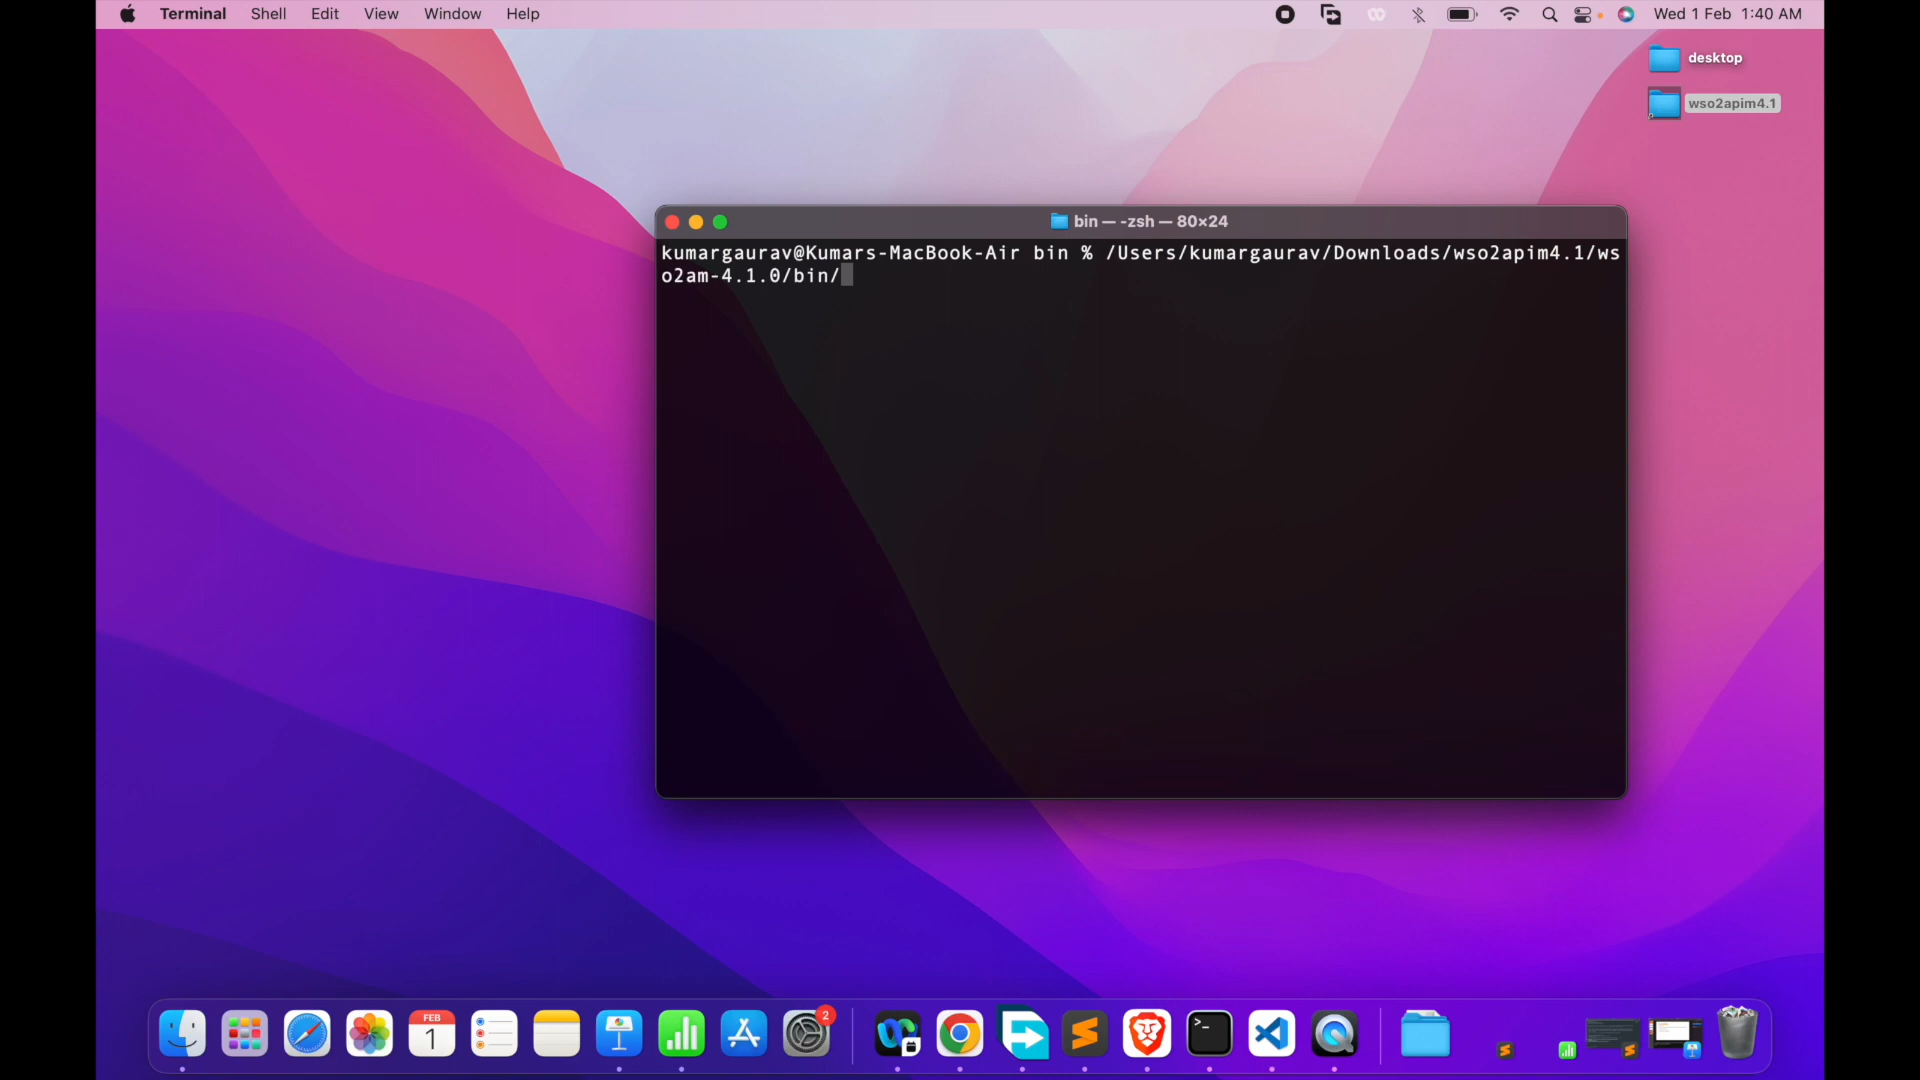 Terminal Shell Edit View Window Help Wed 1 Feb 1:40 AM
desktop
wso2apim4.1
bin — -zsh — 80×24
kumargaurav@Kumars-MacBook-Air bin % /Users/kumargaurav/Downloads/wso2apim4.1/ws
o2am-4.1.0/bin/
FEB
1
2
>_